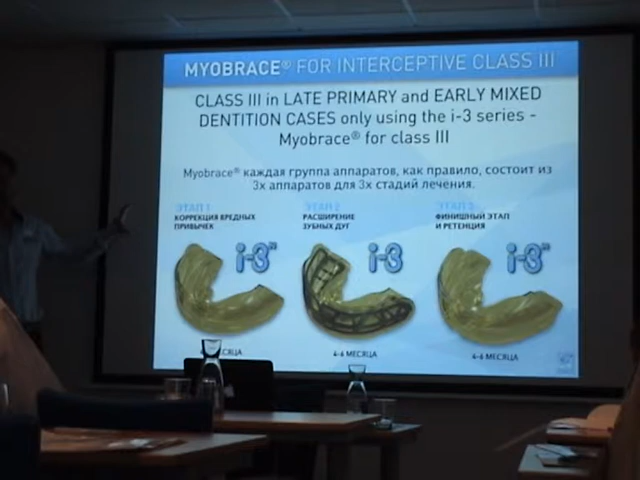 MYOBRACE® FOR INTERCEPTIVE CLASS III
CLASS III in LATE PRIMARY and EARLY MIXED
DENTITION CASES only using the i-3 series -
Myobrace® for class III
Myobrace® каждая группа аппаратов, как правило, состоит из
3х аппаратов для 3х стадий лечения.
ЭТАП 1
КОРРЕКЦИЯ ВРЕДНЫХ
ПРИВЫЧЕК
i-3™
ЭТАП 2
РАСШИРЕНИЕ
ЗУБНЫХ ДУГ
i-3
ЭТАП 3
ФИНИШНЫЙ ЭТАП
И РЕТЕНЦИЯ
i-3™
4-6 МЕСЯЦА
4-6 МЕСЯЦА